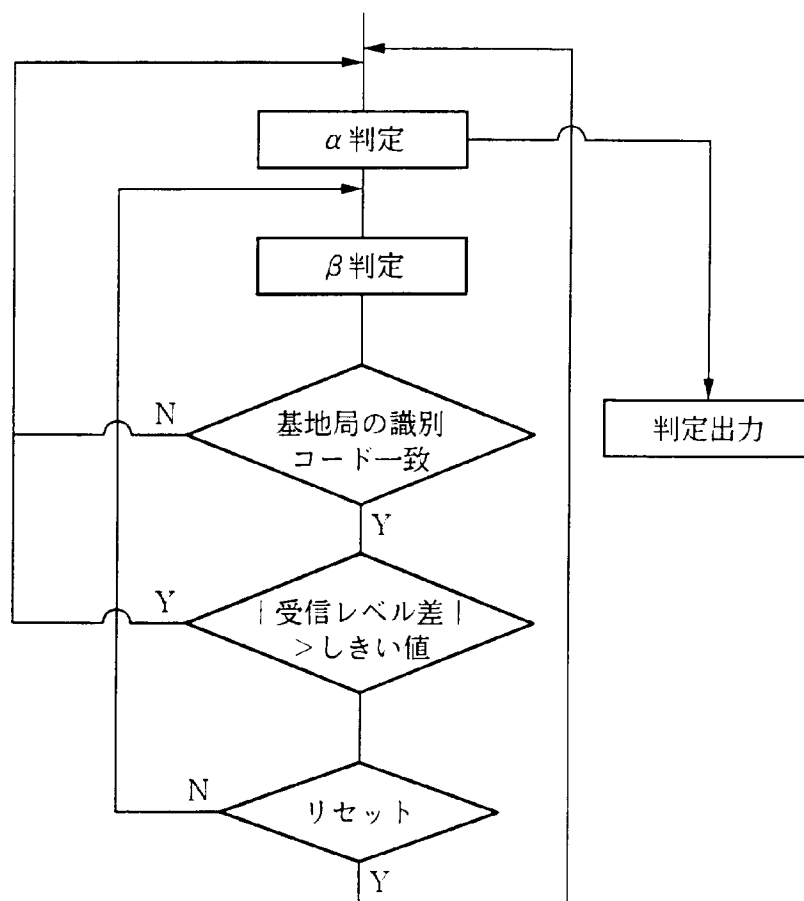 α判定
β判定
N
基地局の識別
コード一致
判定出力
Y
Y
|受信レベル差|
>しきい値
N
リセット
Y